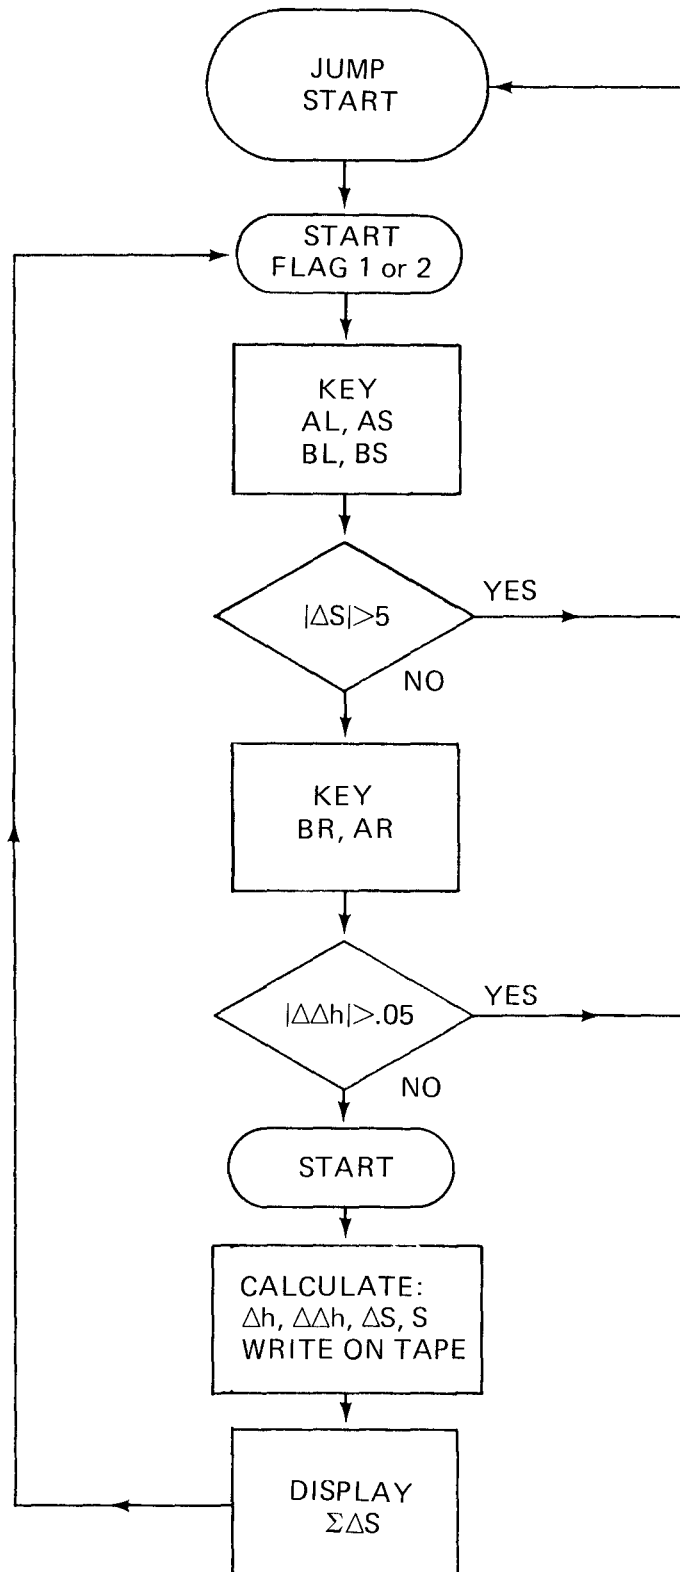 JUMP
START
START
FLAG 1 or 2
KEY
AL, AS
BL, BS
|ΔS|>5
YES
NO
KEY
BR, AR
|ΔΔh|>.05
YES
NO
START
CALCULATE:
Δh, ΔΔh, ΔS, S
WRITE ON TAPE
DISPLAY
ΣΔS